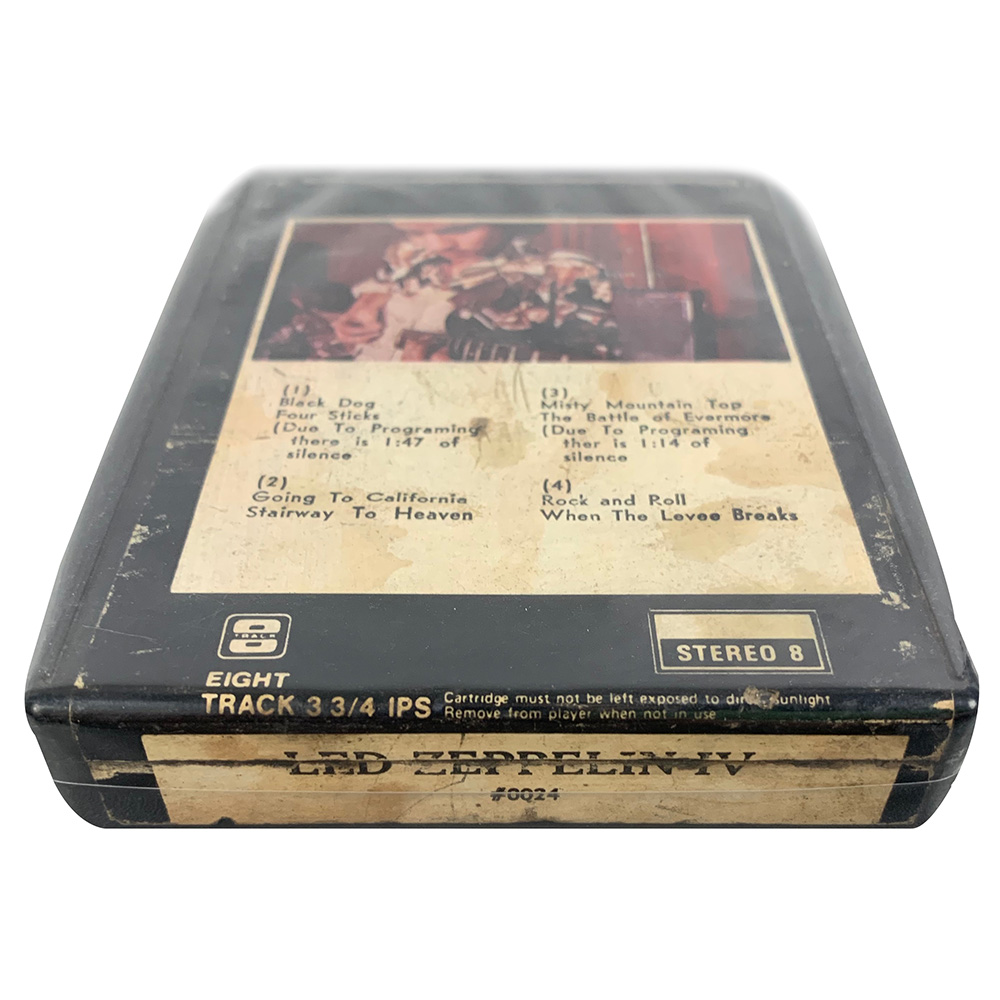 (1)
Black Dog
Four Sticks
(Due To Programing
there is 1:47 of
silence
(2)
Going To California
Stairway To Heaven
(3)
Misty Mountain Top
The Battle of Evermore
(Due To Programing
ther is 1:14 of
silence
(4)
Rock and Roll
When The Levee Breaks
8
TRACK
EIGHT
TRACK 3 3/4 IPS
Cartridge must not be left exposed to direct sunlight
Remove from player when not in use
STEREO 8
LED ZEPPELIN IV
#0024